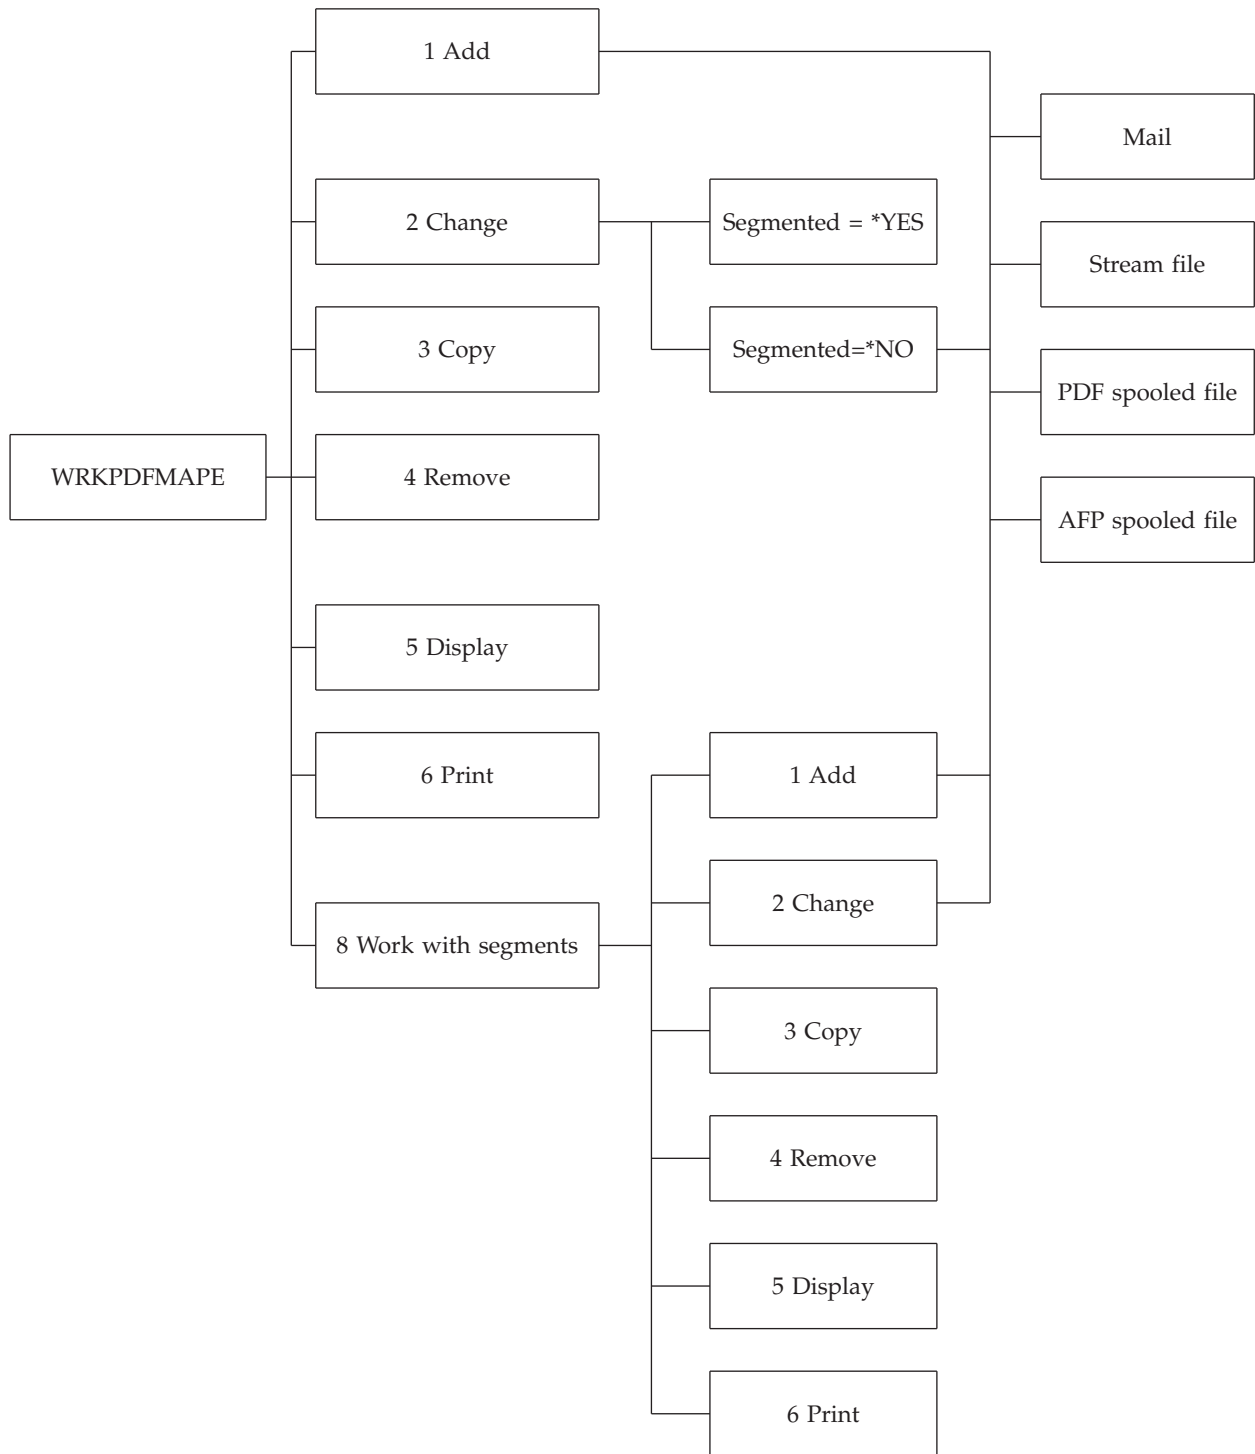 1 Add
Mail
2 Change
Segmented = *YES
Stream file
3 Copy
Segmented=*NO
PDF spooled file
WRKPDFMAPE
4 Remove
AFP spooled file
5 Display
6 Print
1 Add
2 Change
8 Work with segments
3 Copy
4 Remove
5 Display
6 Print